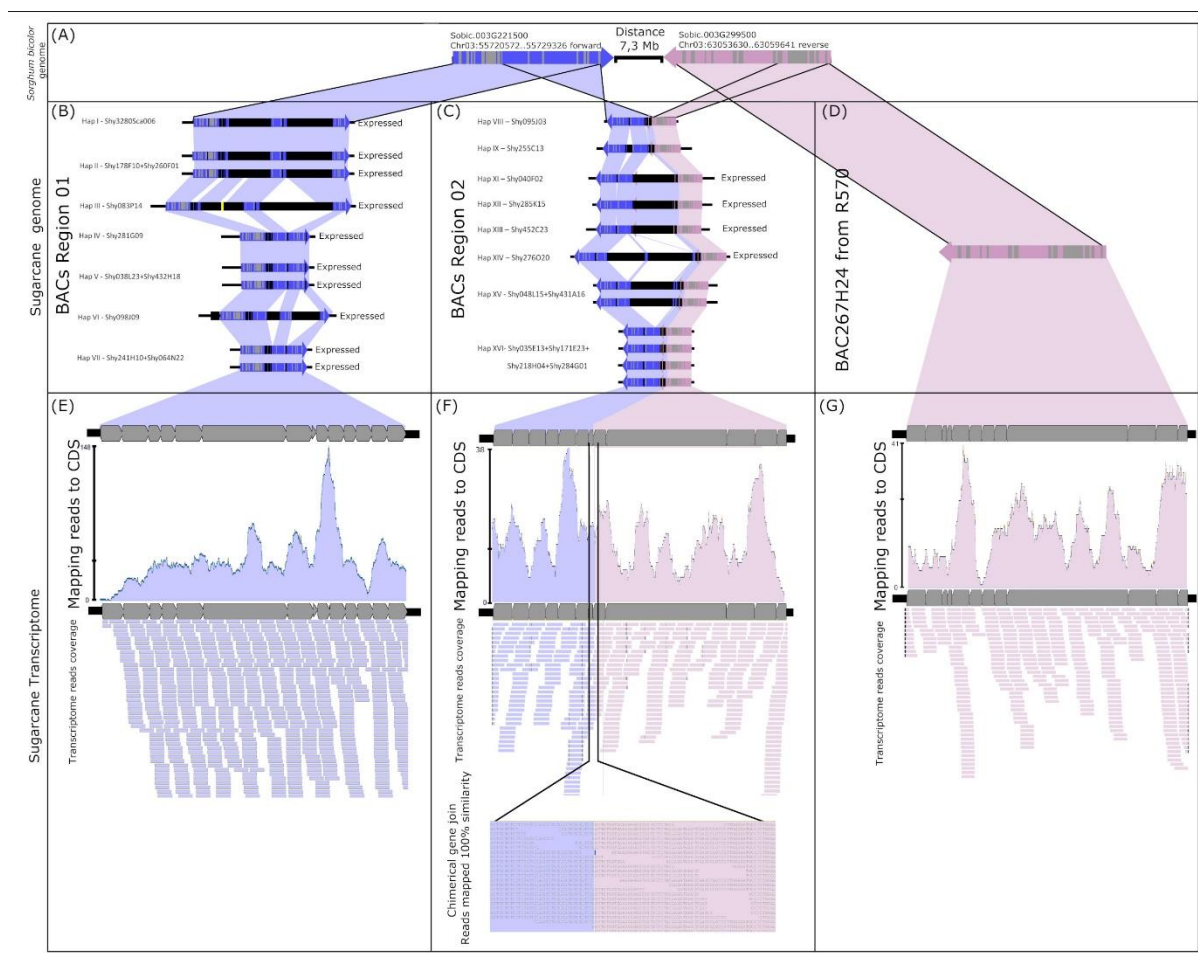 (A)
Sorghum bicolor
genome
Sobic.003G221500
Chr03:55720572..55729326 forward
Distance
7,3 Mb
Sobic.003G299500
Chr03:63053630..63059641 reverse
Sugarcane genome
(B)
BACs Region 01
Hap I - Shy328OSca006
Expressed
Hap II - Shy178F10+Shy260F01
Expressed
Expressed
Hap III - Shy083P14
Expressed
Hap IV - Shy281G09
Expressed
Hap V - Shy038L23+Shy432H18
Expressed
Expressed
Hap VI - Shy098J09
Expressed
Hap VII - Shy241H10+Shy064N22
Expressed
Expressed
(C)
BACs Region 02
Hap VIII – Shy095J03
Hap IX – Shy255C13
Hap XI – Shy040F02
Expressed
Hap XII – Shy285K15
Expressed
Hap XIII – Shy452C23
Expressed
Hap XIV – Shy276O20
Expressed
Hap XV - Shy048L15+Shy431A16
Hap XVI- Shy035E13+Shy171E23+
Shy218H04+Shy284G01
(D)
BAC267H24 from R570
Sugarcane Transcriptome
(E)
Mapping reads to CDS
148
0
Transcriptome reads coverage
(F)
Mapping reads to CDS
38
0
Transcriptome reads coverage
Chimerical gene join
Reads mapped 100% similarity
(G)
Mapping reads to CDS
41
0
Transcriptome reads coverage